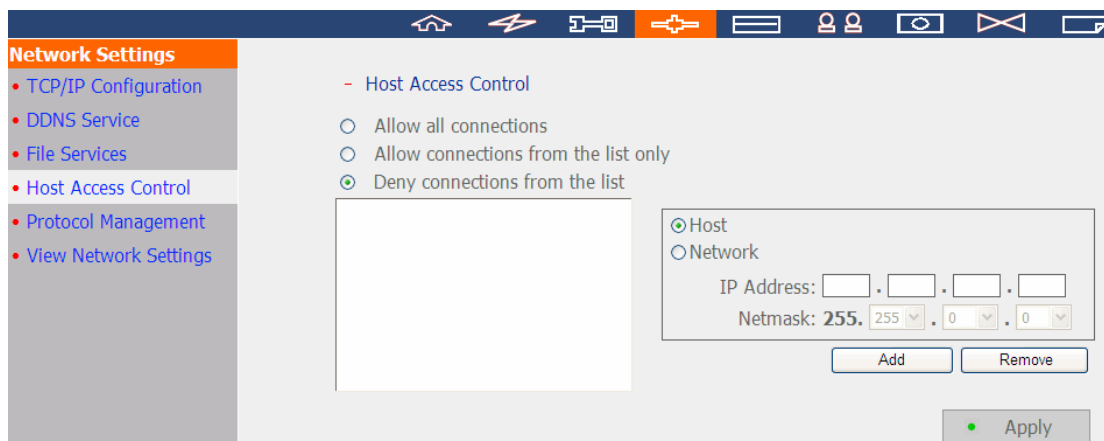 Network Settings
• TCP/IP Configuration
• DDNS Service
• File Services
• Host Access Control
• Protocol Management
• View Network Settings
– Host Access Control
Allow all connections
Allow connections from the list only
Deny connections from the list
Host
Network
IP Address: . . .
Netmask: 255. 255 . 0 . 0
Add Remove
• Apply